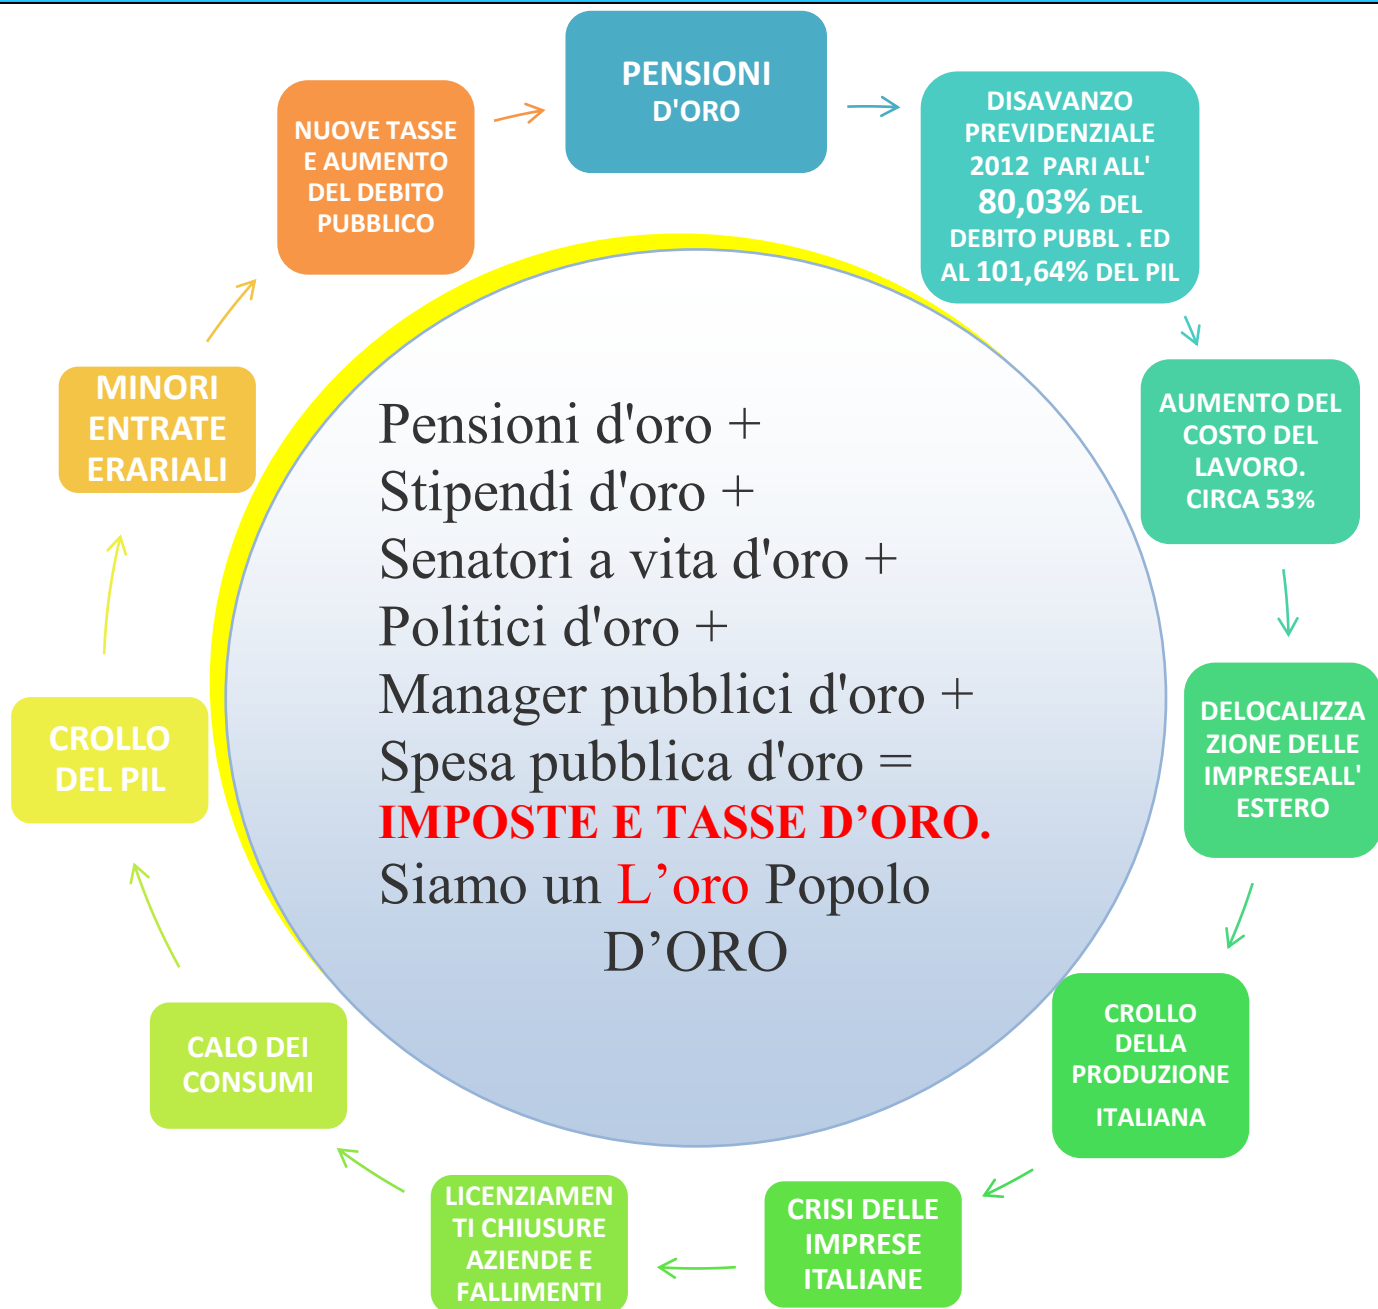 PENSIONI
D'ORO
DISAVANZO
PREVIDENZIALE
2012 PARI ALL'
80,03% DEL
DEBITO PUBBL . ED
AL 101,64% DEL PIL
AUMENTO DEL
COSTO DEL
LAVORO.
CIRCA 53%
DELOCALIZZA
ZIONE DELLE
IMPRESEALL'
ESTERO
CROLLO
DELLA
PRODUZIONE
ITALIANA
CRISI DELLE
IMPRESE
ITALIANE
LICENZIAMEN
TI CHIUSURE
AZIENDE E
FALLIMENTI
CALO DEI
CONSUMI
CROLLO
DEL PIL
MINORI
ENTRATE
ERARIALI
NUOVE TASSE
E AUMENTO
DEL DEBITO
PUBBLICO
Pensioni d'oro +
Stipendi d'oro +
Senatori a vita d'oro +
Politici d'oro +
Manager pubblici d'oro +
Spesa pubblica d'oro =
IMPOSTE E TASSE D’ORO.
Siamo un L’oro Popolo
D’ORO